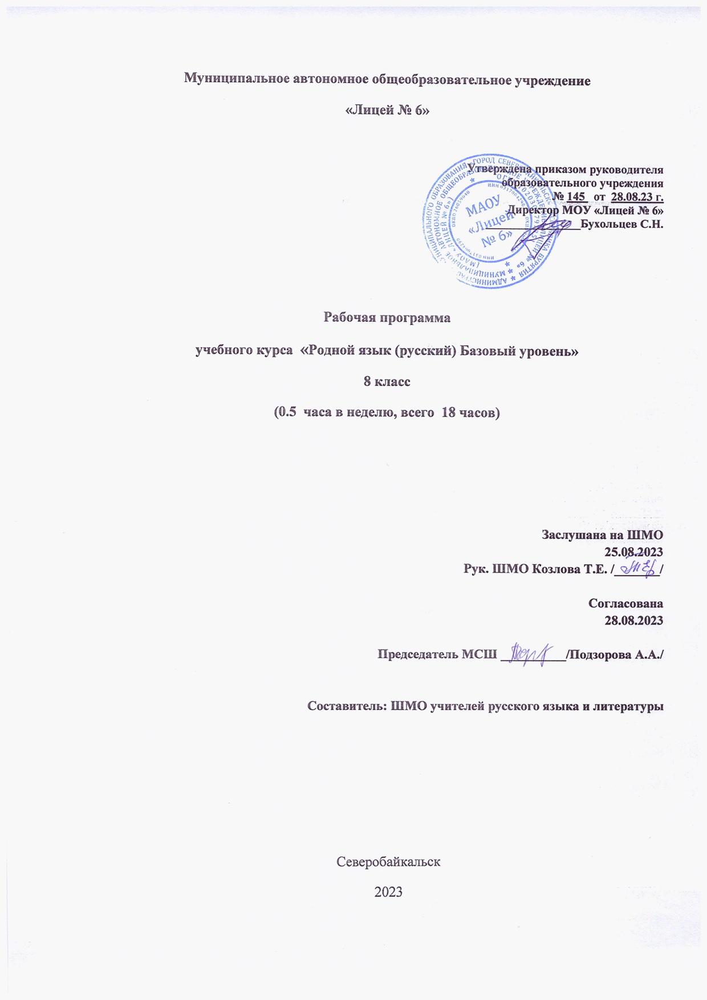 Муниципальное автономное общеобразовательное учреждение
«Лицей № 6»
Утверждена приказом руководителя
образовательного учреждения
№ 145 от 28.08.23 г.
Директор МОУ «Лицей № 6»
Бухольцев С.Н.
МАОУ
«Лицей
№ 6»
Рабочая программа
учебного курса «Родной язык (русский) Базовый уровень»
8 класс
(0.5 часа в неделю, всего 18 часов)
Заслушана на ШМО
25.08.2023
Рук. ШМО Козлова Т.Е. /________/
Согласована
28.08.2023
Председатель МСШ __________/Подзорова А.А./
Составитель: ШМО учителей русского языка и литературы
Северобайкальск
2023